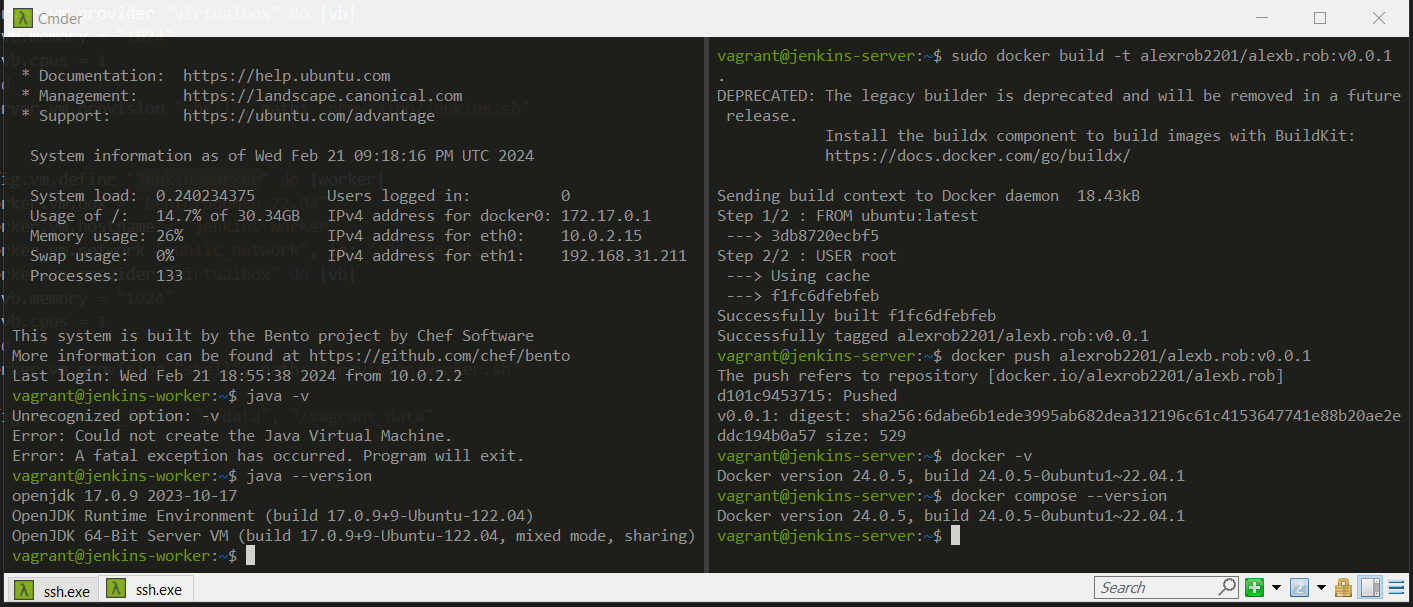 Cmder
* Documentation:  https://help.ubuntu.com
* Management:     https://landscape.canonical.com
* Support:        https://ubuntu.com/advantage
System information as of Wed Feb 21 09:18:16 PM UTC 2024
System load:  0.240234375        Users logged in:          0
Usage of /:   14.7% of 30.34GB   IPv4 address for docker0: 172.17.0.1
Memory usage: 26%                IPv4 address for eth0:    10.0.2.15
Swap usage:   0%                 IPv4 address for eth1:    192.168.31.211
Processes:    133
This system is built by the Bento project by Chef Software
More information can be found at https://github.com/chef/bento
Last login: Wed Feb 21 18:55:38 2024 from 10.0.2.2
vagrant@jenkins-worker:~$ java -v
Unrecognized option: -v
Error: Could not create the Java Virtual Machine.
Error: A fatal exception has occurred. Program will exit.
vagrant@jenkins-worker:~$ java --version
openjdk 17.0.9 2023-10-17
OpenJDK Runtime Environment (build 17.0.9+9-Ubuntu-122.04)
OpenJDK 64-Bit Server VM (build 17.0.9+9-Ubuntu-122.04, mixed mode, sharing)
vagrant@jenkins-worker:~$
vagrant@jenkins-server:~$ sudo docker build -t alexrob2201/alexb.rob:v0.0.1
.
DEPRECATED: The legacy builder is deprecated and will be removed in a future
release.
Install the buildx component to build images with BuildKit:
https://docs.docker.com/go/buildx/
Sending build context to Docker daemon  18.43kB
Step 1/2 : FROM ubuntu:latest
---> 3db8720ecbf5
Step 2/2 : USER root
---> Using cache
---> f1fc6dfebfeb
Successfully built f1fc6dfebfeb
Successfully tagged alexrob2201/alexb.rob:v0.0.1
vagrant@jenkins-server:~$ docker push alexrob2201/alexb.rob:v0.0.1
The push refers to repository [docker.io/alexrob2201/alexb.rob]
d101c9453715: Pushed
v0.0.1: digest: sha256:6dabe6b1ede3995ab682dea312196c61c4153647741e88b20ae2e
ddc194b0a57 size: 529
vagrant@jenkins-server:~$ docker -v
Docker version 24.0.5, build 24.0.5-0ubuntu1~22.04.1
vagrant@jenkins-server:~$ docker compose --version
Docker version 24.0.5, build 24.0.5-0ubuntu1~22.04.1
vagrant@jenkins-server:~$
ssh.exe
ssh.exe
Search